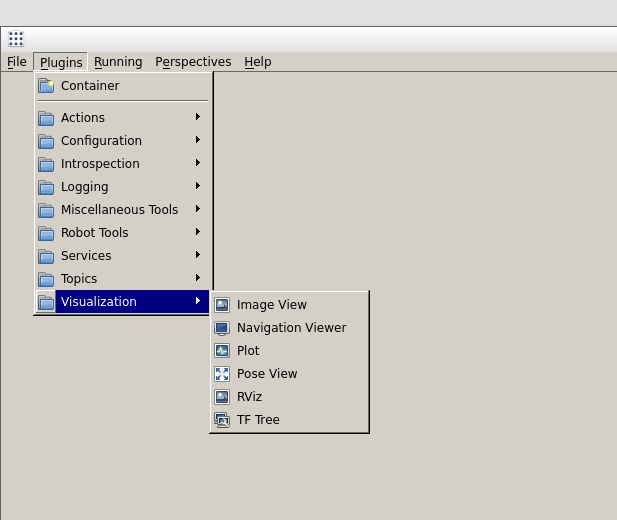 File Plugins Running Perspectives Help
Container
Actions
Configuration
Introspection
Logging
Miscellaneous Tools
Robot Tools
Services
Topics
Visualization
Image View
Navigation Viewer
Plot
Pose View
RViz
TF Tree